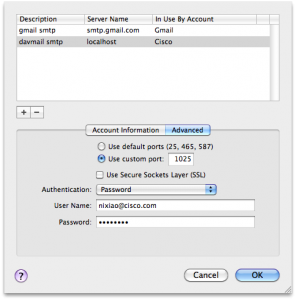 Description Server Name In Use By Account
gmail smtp smtp.gmail.com Gmail
davmail smtp localhost Cisco
+ −
Account Information Advanced
Use default ports (25, 465, 587)
Use custom port: 1025
Use Secure Sockets Layer (SSL)
Authentication: Password
User Name: nixiao@cisco.com
Password: ••••••••
? Cancel OK